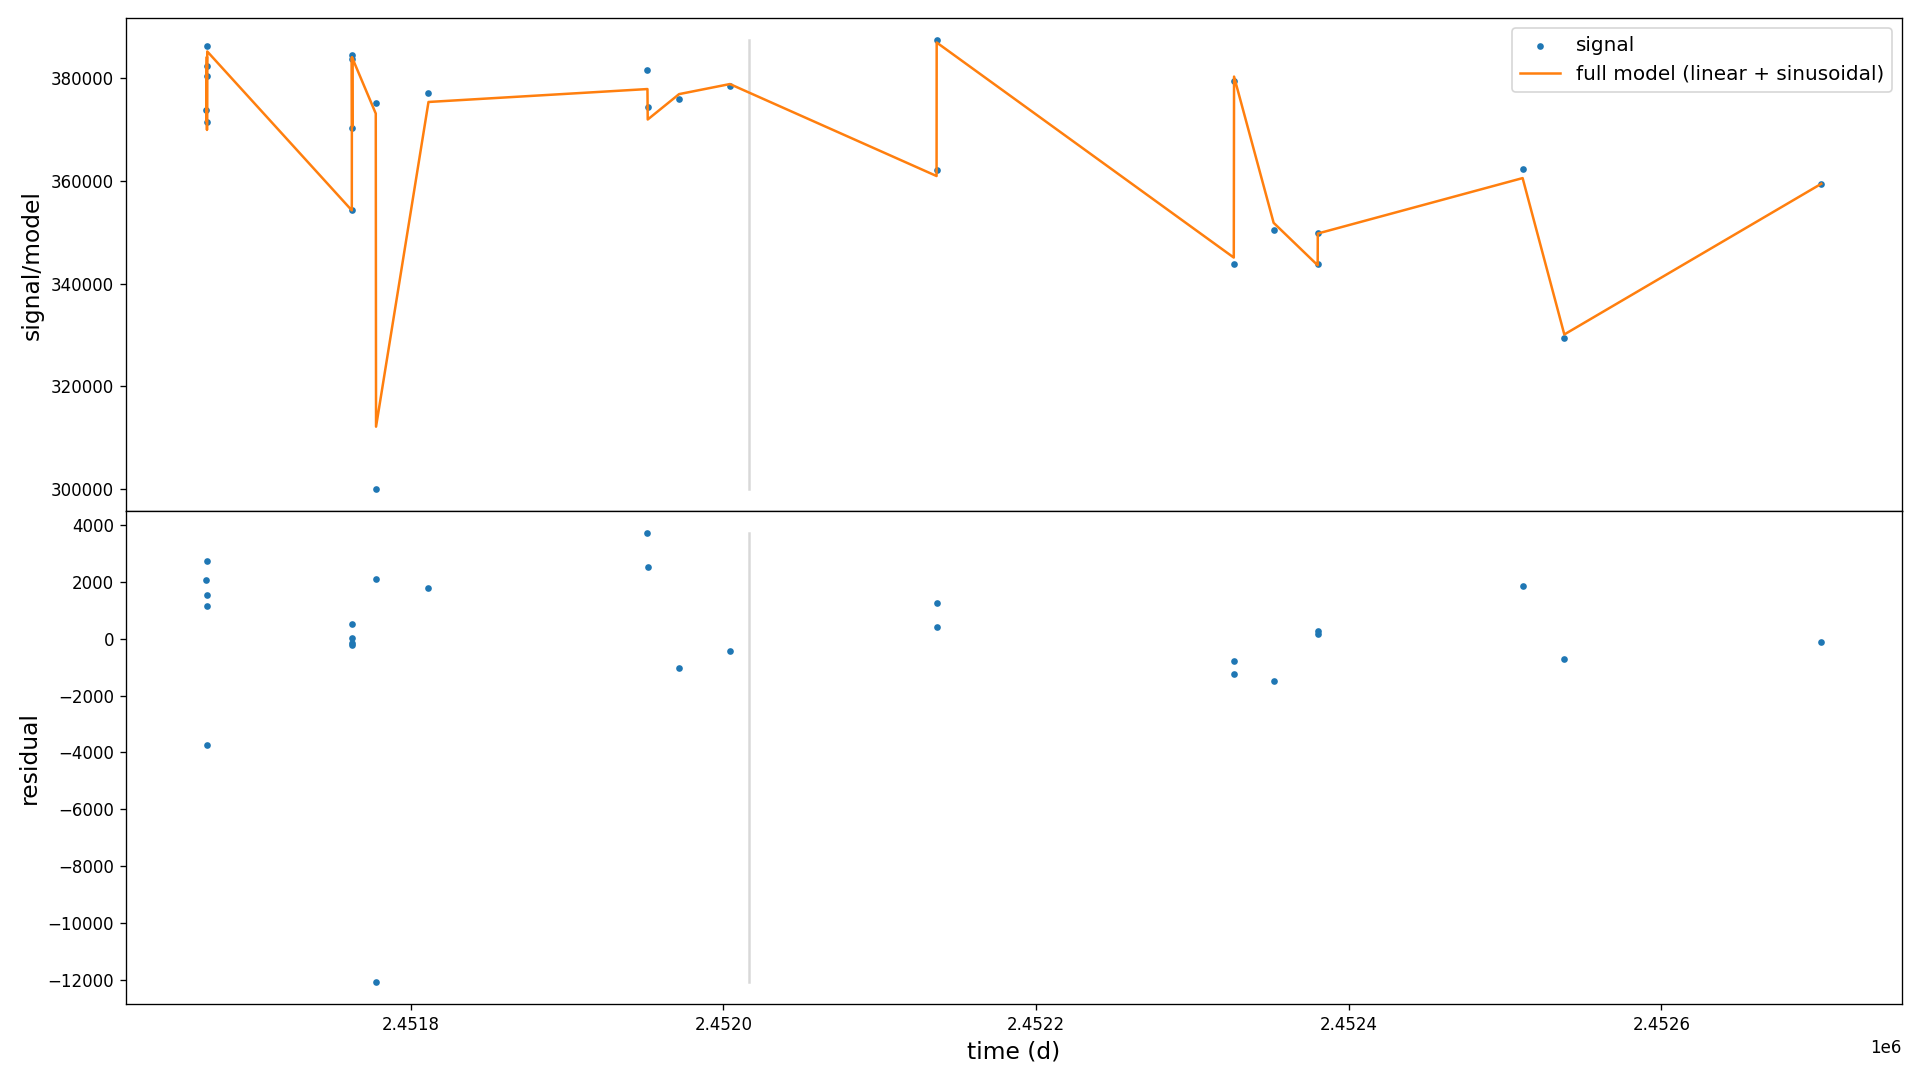 signal
full model (linear + sinusoidal)
signal/model
380000
360000
340000
320000
300000
residual
4000
2000
0
−2000
−4000
−6000
−8000
−10000
−12000
2.4518 2.4520 2.4522 2.4524 2.4526
time (d)
1e6